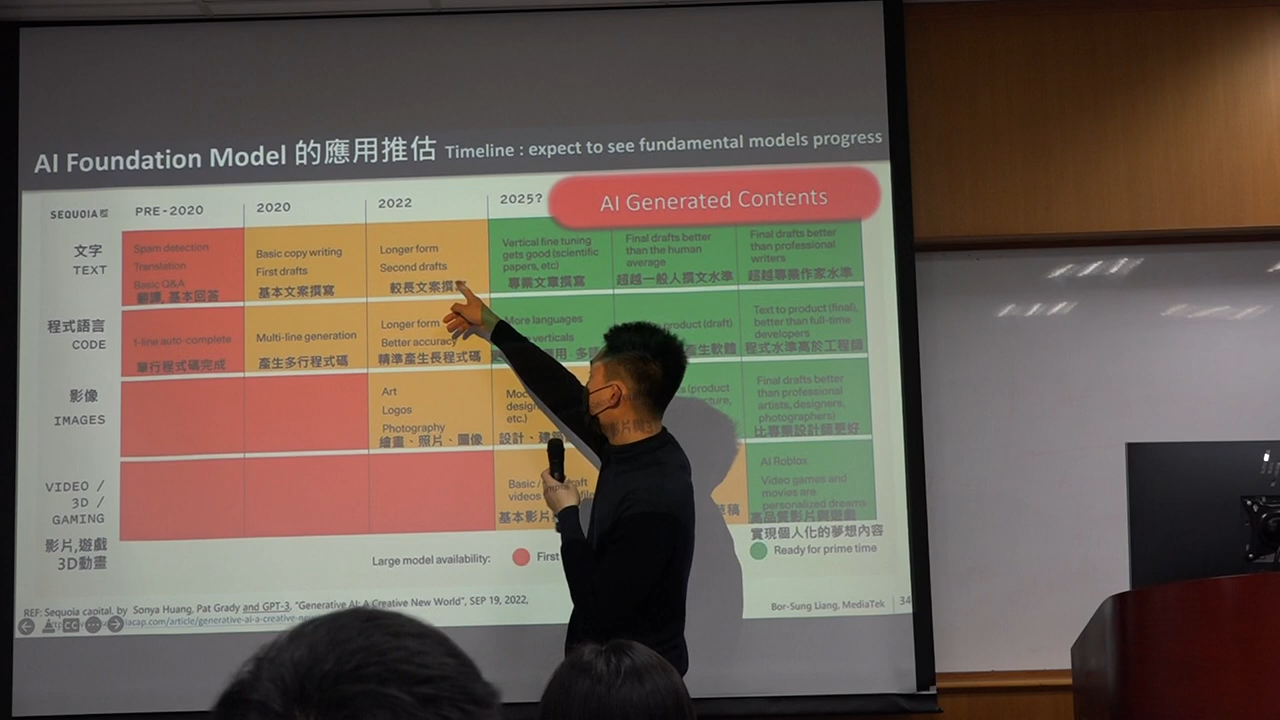 AI Foundation Model 的應用推估 Timeline : expect to see fundamental models progress
AI Generated Contents
SEQUOIA
PRE-2020
2020
2022
2025?
文字
TEXT
Spam detection
Translation
Basic Q&A
翻譯, 基本回答
Basic copy writing
First drafts
基本文案撰寫
Longer form
Second drafts
較長文案撰
Vertical fine tuning
gets good (scientific
papers, etc)
專業文章撰寫
Final drafts better
than the human
average
超越一般人撰文水準
Final drafts better
than professional
writers
超越專業作家水準
程式語言
CODE
1-line auto-complete
單行程式碼完成
Multi-line generation
產生多行程式碼
Longer form
Better accuracy
精準產生長程式碼
More languages
verticals
product (draft)
產生軟體
Text to product (final),
better than full-time
developers
程式水準高於工程師
影像
IMAGES
Art
Logos
Photography
繪畫、照片、圖像
etc.)
設計、建築
(product
Final drafts better
than professional
artists, designers,
photographers)
比專業設計師更好
VIDEO /
3D /
GAMING
影片,遊戲
3D動畫
Basic /
videos
基本影片
草稿
AI Roblox
Video games and
movies are
personalized dreams
高品質影片與遊戲
實現個人化的夢想內容
Large model availability:
First
Ready for prime time
REF: Sequoia capital, by Sonya Huang, Pat Grady and GPT-3, "Generative AI: A Creative New World", SEP 19, 2022,
iacap.com/article/generative-ai-a-creative-ne
Bor-Sung Liang, MediaTek
34